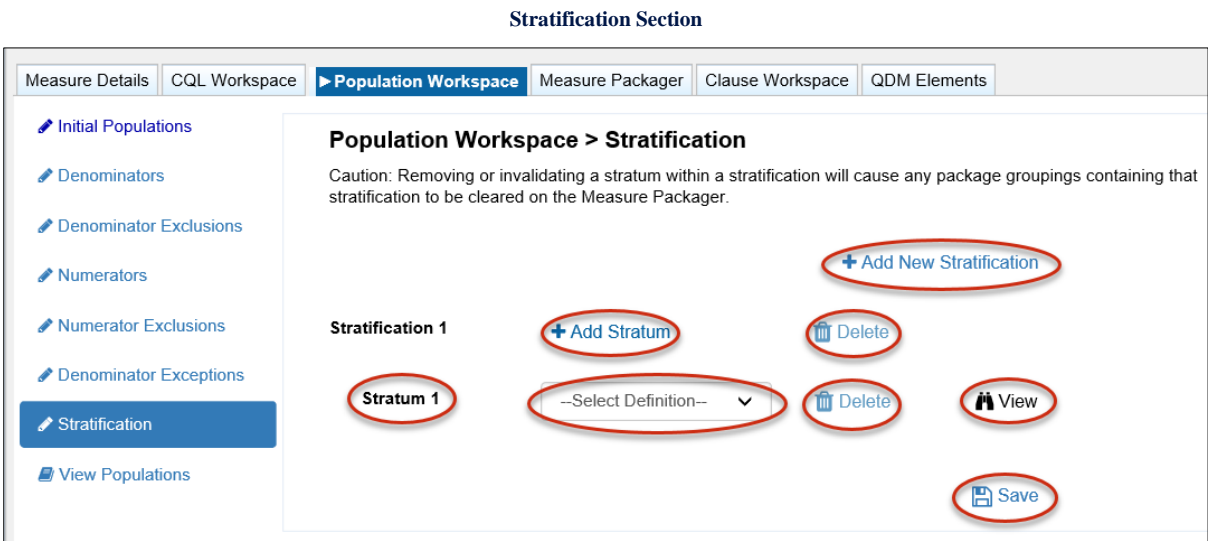 Stratification Section
Measure Details CQL Workspace Population Workspace Measure Packager Clause Workspace QDM Elements
Initial Populations
Denominators
Denominator Exclusions
Numerators
Numerator Exclusions
Denominator Exceptions
Stratification
View Populations
Population Workspace > Stratification
Caution: Removing or invalidating a stratum within a stratification will cause any package groupings containing that
stratification to be cleared on the Measure Packager.
+ Add New Stratification
Stratification 1 + Add Stratum Delete
Stratum 1 --Select Definition-- Delete View
Save